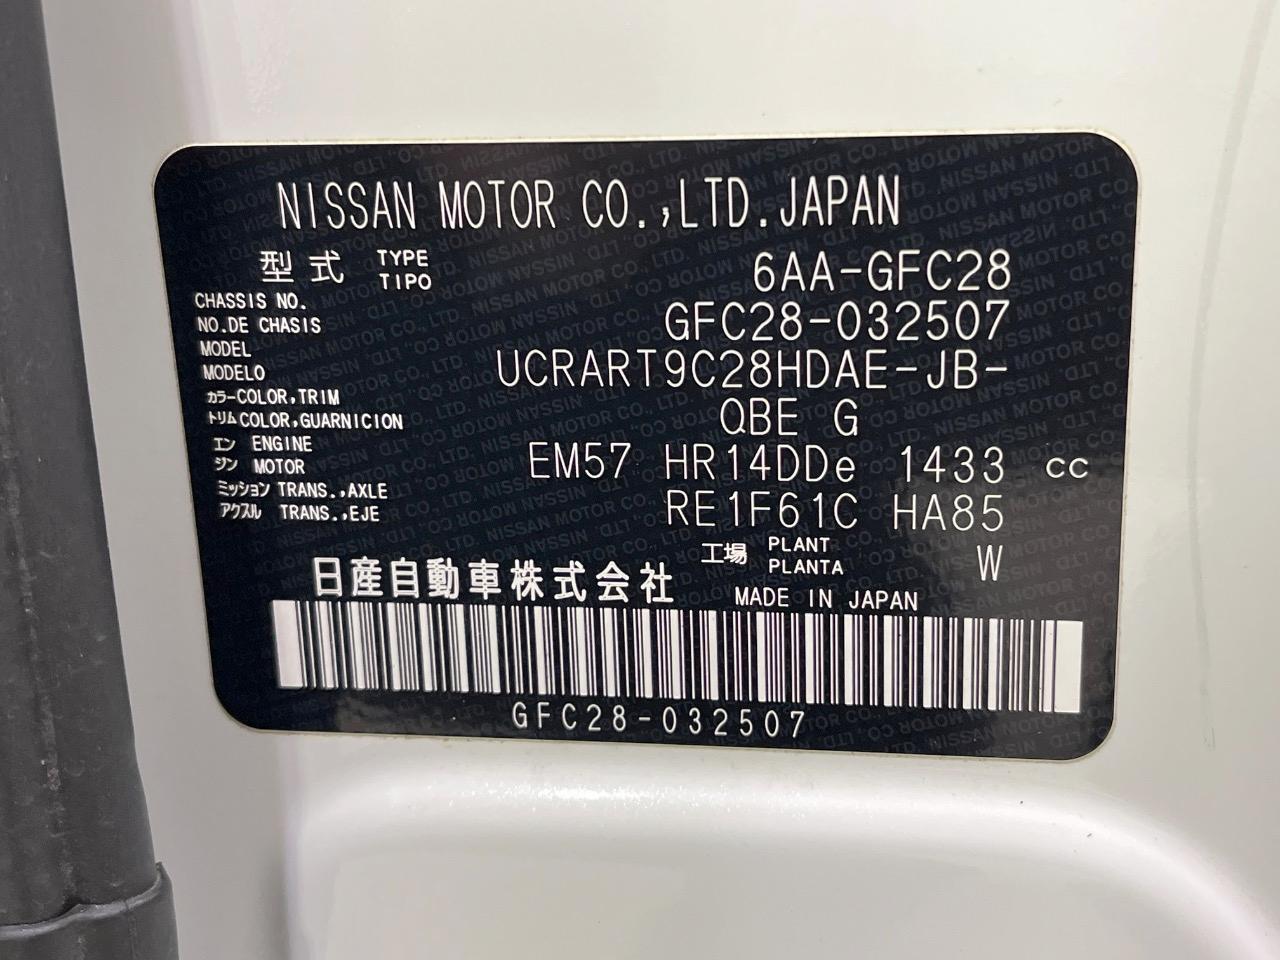 NISSAN MOTOR CO.,LTD.JAPAN
型式 TYPE TIPO 6AA-GFC28
CHASSIS NO.
NO.DE CHASIS GFC28-032507
MODEL
MODELO UCRART9C28HDAE-JB-
カラー COLOR,TRIM
トリム COLOR,GUARNICION QBE G
エン ENGINE
ジン MOTOR EM57 HR14DDe 1433 cc
ミッション TRANS.,AXLE
アクスル TRANS.,EJE RE1F61C HA85
工場 PLANT PLANTA W
日産自動車株式会社 MADE IN JAPAN
GFC28-032507